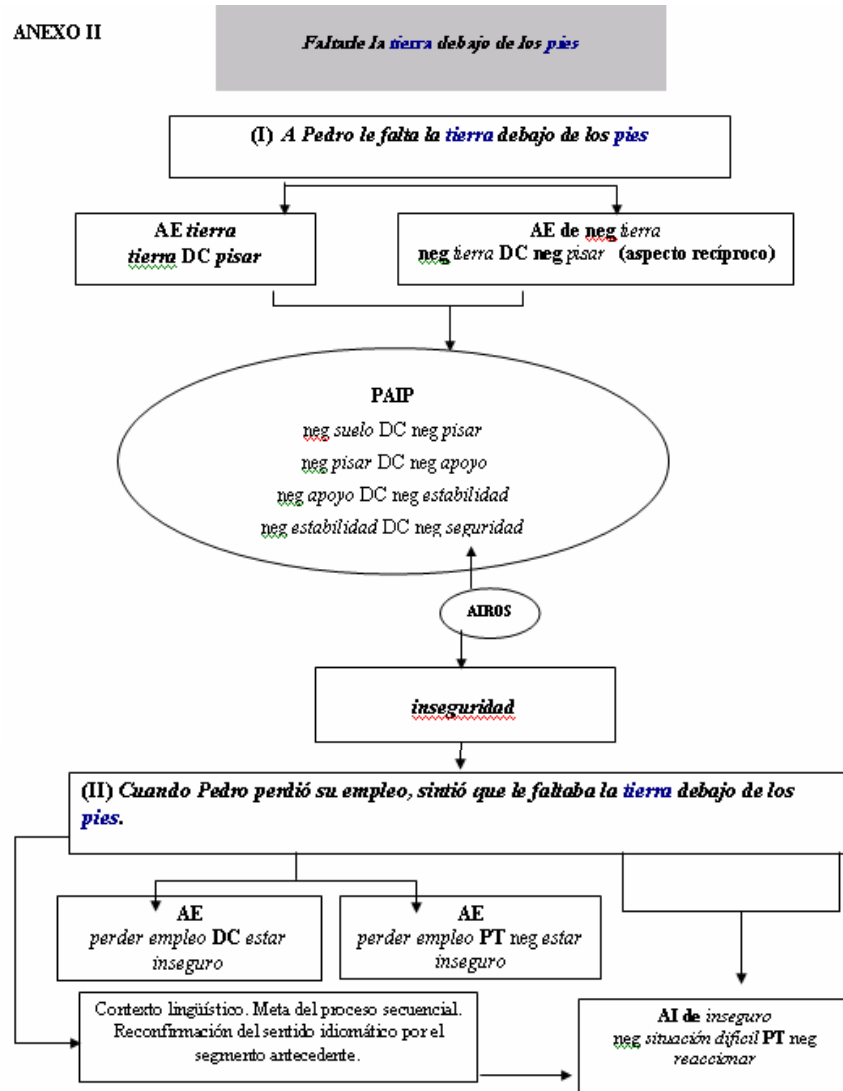 ANEXO II
Faltarle la tierra debajo de los pies
(I) A Pedro le falta la tierra debajo de los pies
AE tierra
tierra DC pisar
AE de neg tierra
neg tierra DC neg pisar (aspecto recíproco)
PAIP
neg suelo DC neg pisar
neg pisar DC neg apoyo
neg apoyo DC neg estabilidad
neg estabilidad DC neg seguridad
AIROS
inseguridad
(II) Cuando Pedro perdió su empleo, sintió que le faltaba la tierra debajo de los
pies.
AE
perder empleo DC estar
inseguro
AE
perder empleo PT neg estar
inseguro
Contexto lingüístico. Meta del proceso secuencial.
Reconfirmación del sentido idiomático por el
segmento antecedente.
AI de inseguro
neg situación difícil PT neg
reaccionar